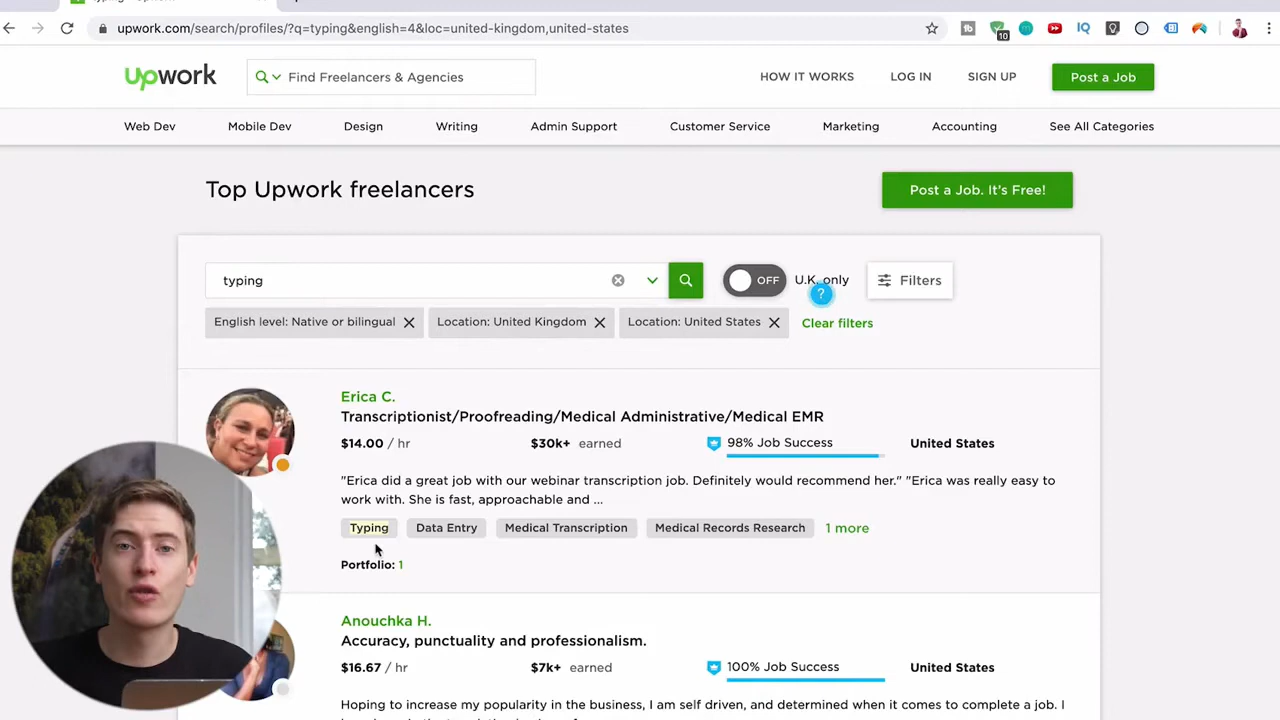 upwork.com/search/profiles/?q=typing&english=4&loc=united-kingdom,united-states
10
IQ
upwork
Find Freelancers & Agencies
HOW IT WORKS
LOG IN
SIGN UP
Post a Job
Web Dev
Mobile Dev
Design
Writing
Admin Support
Customer Service
Marketing
Accounting
See All Categories
Top Upwork freelancers
Post a Job. It's Free!
typing
OFF
U.K. only
?
Filters
English level: Native or bilingual
Location: United Kingdom
Location: United States
Clear filters
Erica C.
Transcriptionist/Proofreading/Medical Administrative/Medical EMR
$14.00 / hr
$30k+ earned
98% Job Success
United States
"Erica did a great job with our webinar transcription job. Definitely would recommend her." "Erica was really easy to
work with. She is fast, approachable and ...
Typing
Data Entry
Medical Transcription
Medical Records Research
1 more
Portfolio: 1
Anouchka H.
Accuracy, punctuality and professionalism.
$16.67 / hr
$7k+ earned
100% Job Success
United States
Hoping to increase my popularity in the business, I am self driven, and determined when it comes to complete a job. I